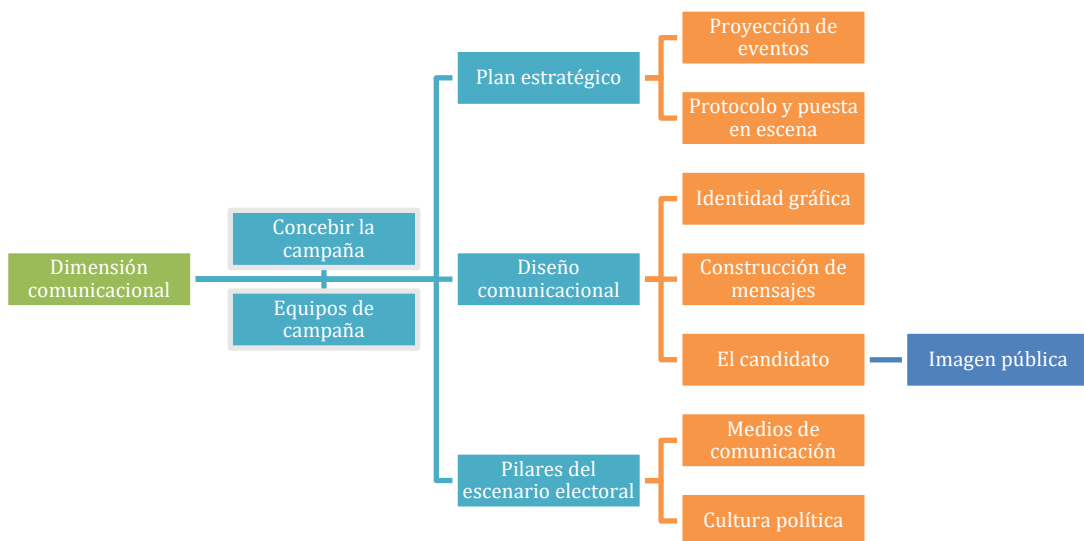 Dimensión
comunicacional
Concebir la
campaña
Equipos de
campaña
Plan estratégico
Proyección de
eventos
Protocolo y puesta
en escena
Diseño
comunicacional
Identidad gráfica
Construcción de
mensajes
El candidato
Imagen pública
Pilares del
escenario electoral
Medios de
comunicación
Cultura política